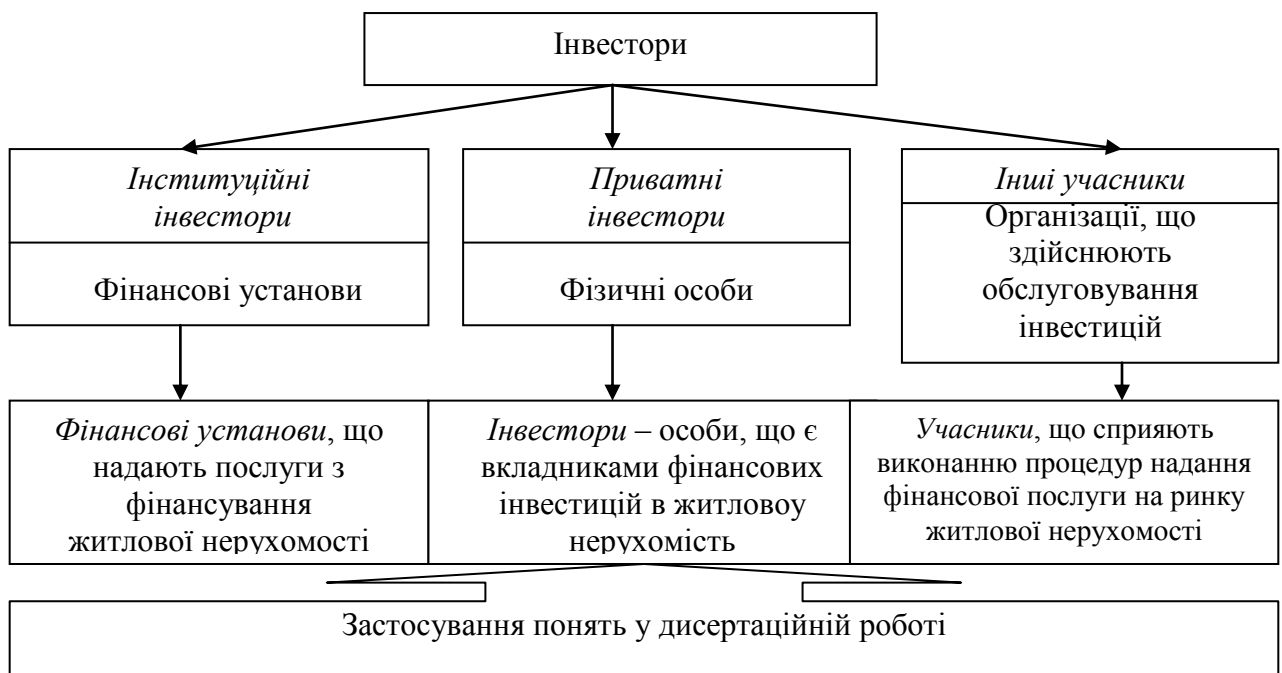 Інвестори
Інституційні
інвестори
Фінансові установи
Приватні
інвестори
Фізичні особи
Інші учасники
Організації, що
здійснюють
обслуговування
інвестицій
Фінансові установи, що
надають послуги з
фінансування
житлової нерухомості
Інвестори – особи, що є
вкладниками фінансових
інвестицій в житловоу
нерухомість
Учасники, що сприяють
виконанню процедур надання
фінансової послуги на ринку
житлової нерухомості
Застосування понять у дисертаційній роботі